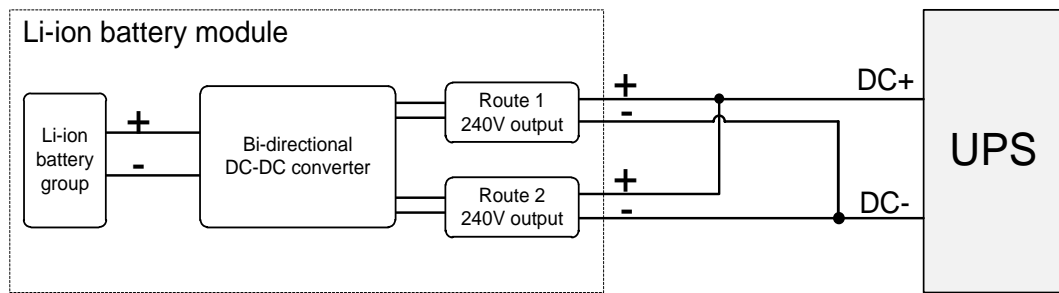 Li-ion battery module
Li-ion
battery
group
+
-
Bi-directional
DC-DC converter
Route 1
240V output
+
-
Route 2
240V output
+
-
DC+
DC-
UPS